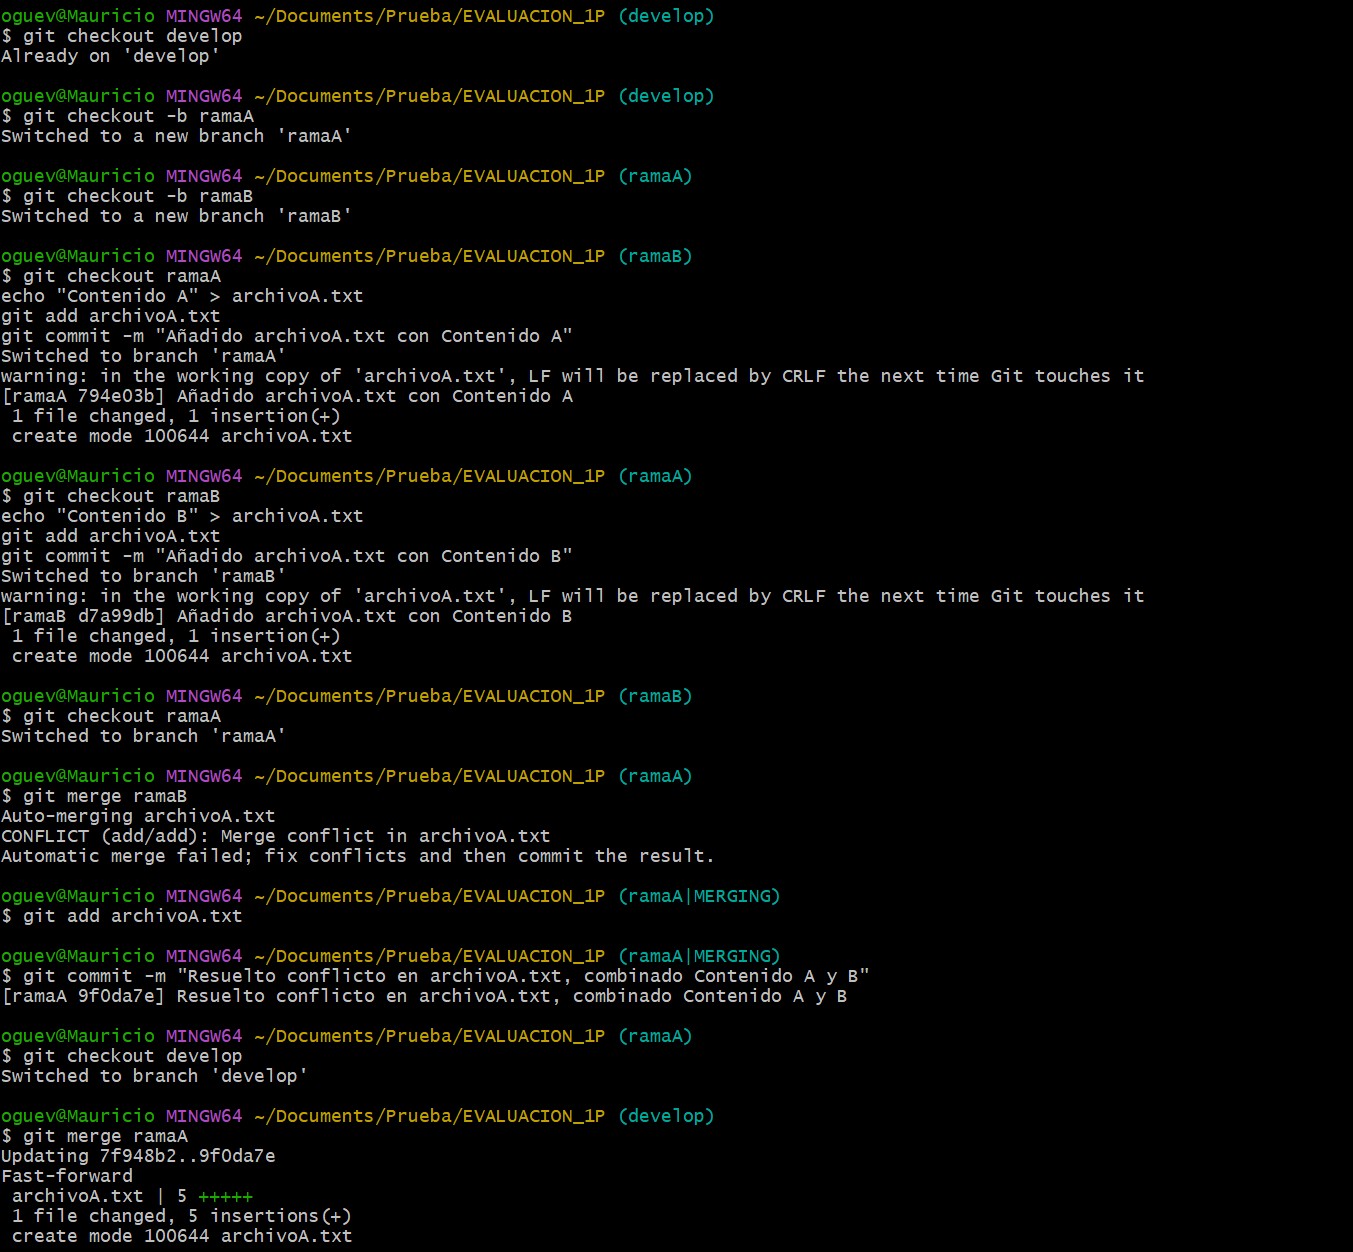 oguev@Mauricio MINGW64 ~/Documents/Prueba/EVALUACION_1P (develop)
$ git checkout develop
Already on 'develop'
oguev@Mauricio MINGW64 ~/Documents/Prueba/EVALUACION_1P (develop)
$ git checkout -b ramaA
Switched to a new branch 'ramaA'
oguev@Mauricio MINGW64 ~/Documents/Prueba/EVALUACION_1P (ramaA)
$ git checkout -b ramaB
Switched to a new branch 'ramaB'
oguev@Mauricio MINGW64 ~/Documents/Prueba/EVALUACION_1P (ramaB)
$ git checkout ramaA
echo "Contenido A" > archivoA.txt
git add archivoA.txt
git commit -m "Añadido archivoA.txt con Contenido A"
Switched to branch 'ramaA'
warning: in the working copy of 'archivoA.txt', LF will be replaced by CRLF the next time Git touches it
[ramaA 794e03b] Añadido archivoA.txt con Contenido A
 1 file changed, 1 insertion(+)
 create mode 100644 archivoA.txt
oguev@Mauricio MINGW64 ~/Documents/Prueba/EVALUACION_1P (ramaA)
$ git checkout ramaB
echo "Contenido B" > archivoA.txt
git add archivoA.txt
git commit -m "Añadido archivoA.txt con Contenido B"
Switched to branch 'ramaB'
warning: in the working copy of 'archivoA.txt', LF will be replaced by CRLF the next time Git touches it
[ramaB d7a99db] Añadido archivoA.txt con Contenido B
 1 file changed, 1 insertion(+)
 create mode 100644 archivoA.txt
oguev@Mauricio MINGW64 ~/Documents/Prueba/EVALUACION_1P (ramaB)
$ git checkout ramaA
Switched to branch 'ramaA'
oguev@Mauricio MINGW64 ~/Documents/Prueba/EVALUACION_1P (ramaA)
$ git merge ramaB
Auto-merging archivoA.txt
CONFLICT (add/add): Merge conflict in archivoA.txt
Automatic merge failed; fix conflicts and then commit the result.
oguev@Mauricio MINGW64 ~/Documents/Prueba/EVALUACION_1P (ramaA|MERGING)
$ git add archivoA.txt
oguev@Mauricio MINGW64 ~/Documents/Prueba/EVALUACION_1P (ramaA|MERGING)
$ git commit -m "Resuelto conflicto en archivoA.txt, combinado Contenido A y B"
[ramaA 9f0da7e] Resuelto conflicto en archivoA.txt, combinado Contenido A y B
oguev@Mauricio MINGW64 ~/Documents/Prueba/EVALUACION_1P (ramaA)
$ git checkout develop
Switched to branch 'develop'
oguev@Mauricio MINGW64 ~/Documents/Prueba/EVALUACION_1P (develop)
$ git merge ramaA
Updating 7f948b2..9f0da7e
Fast-forward
 archivoA.txt | 5 +++++
 1 file changed, 5 insertions(+)
 create mode 100644 archivoA.txt